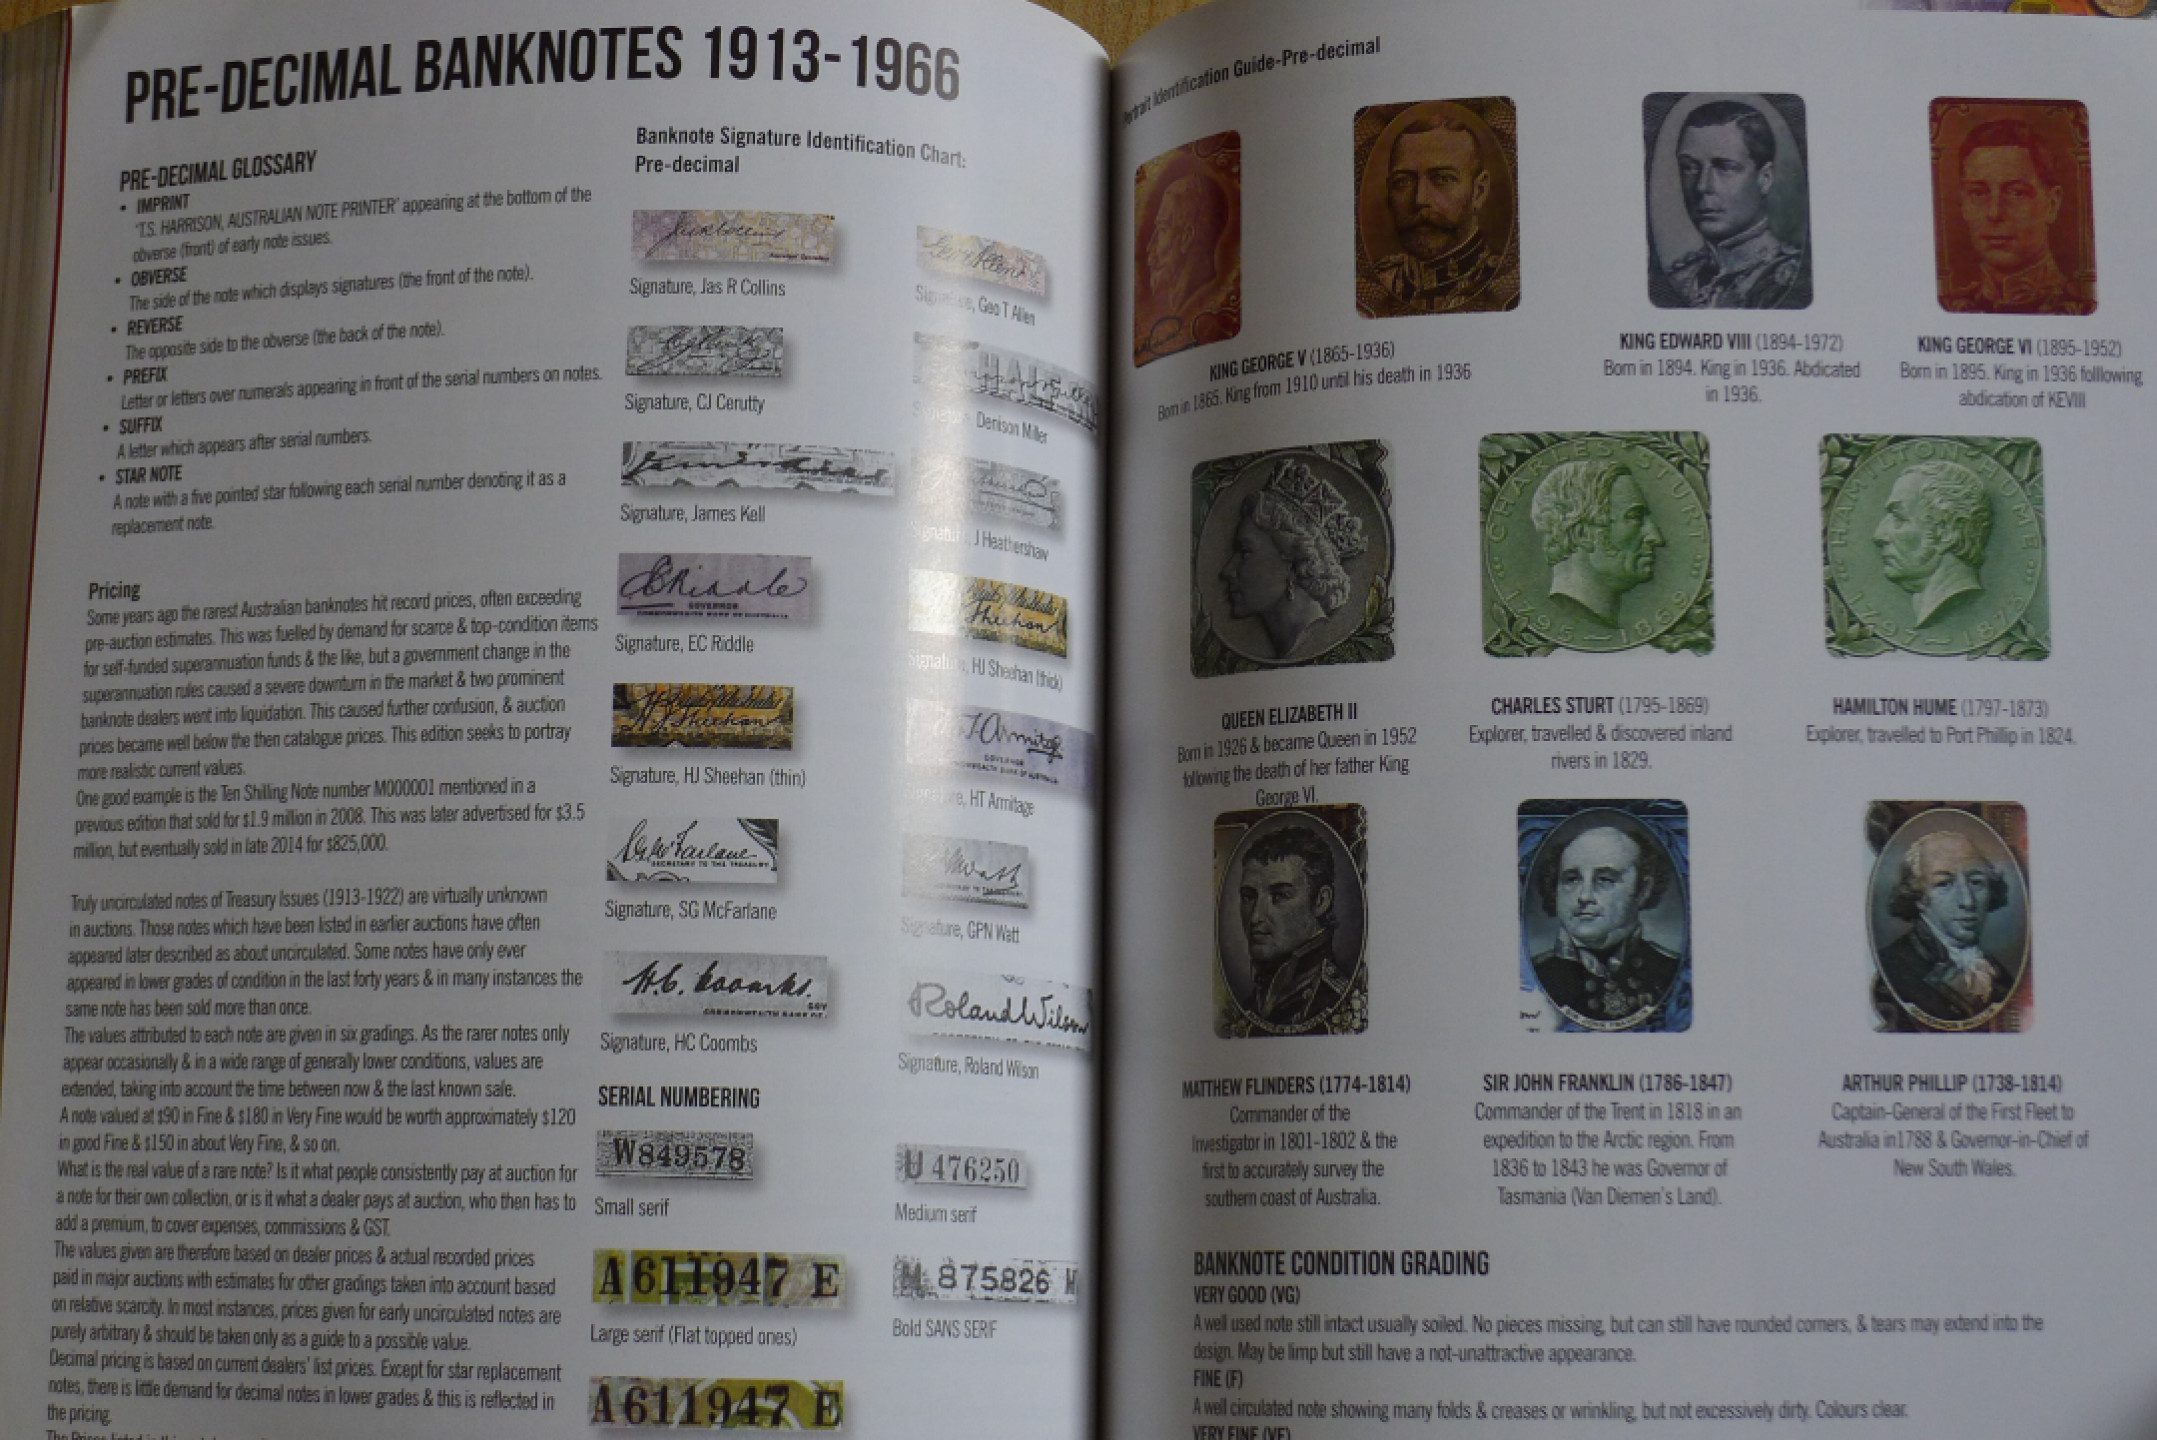 PRE-DECIMAL BANKNOTES 1913-1966
PRE-DECIMAL GLOSSARY
• IMPRINT
'T.S. HARRISON, AUSTRALIAN NOTE PRINTER' appearing at the bottom of the
obverse (front) of early note issues.
• OBVERSE
The side of the note which displays signatures (the front of the note).
• REVERSE
The opposite side to the obverse (the back of the note).
• PREFIX
Letter or letters over numerals appearing in front of the serial numbers on notes.
• SUFFIX
A letter which appears after serial numbers.
• STAR NOTE
A note with a five pointed star following each serial number denoting it as a
replacement note.
Pricing
Some years ago the rarest Australian banknotes hit record prices, often exceeding
pre-auction estimates. This was fuelled by demand for scarce & top-condition items
for self-funded superannuation funds & the like, but a government change in the
superannuation rules caused a severe downturn in the market & two prominent
banknote dealers went into liquidation. This caused further confusion, & auction
prices became well below the then catalogue prices. This edition seeks to portray
more realistic current values.
One good example is the Ten Shilling Note number M000001 mentioned in a
previous edition that sold for $1.9 million in 2008. This was later advertised for $3.5
million, but eventually sold in late 2014 for $825,000.
Truly uncirculated notes of Treasury Issues (1913-1922) are virtually unknown
in auctions. Those notes which have been listed in earlier auctions have often
appeared later described as about uncirculated. Some notes have only ever
appeared in lower grades of condition in the last forty years & in many instances the
same note has been sold more than once.
The values attributed to each note are given in six gradings. As the rarer notes only
appear occasionally & in a wide range of generally lower conditions, values are
extended, taking into account the time between now & the last known sale.
A note valued at $90 in Fine & $180 in Very Fine would be worth approximately $120
in good Fine & $150 in about Very Fine, & so on.
What is the real value of a rare note? Is it what people consistently pay at auction for
a note for their own collection, or is it what a dealer pays at auction, who then has to
add a premium, to cover expenses, commissions & GST.
The values given are therefore based on dealer prices & actual recorded prices
paid in major auctions with estimates for other gradings taken into account based
on relative scarcity. In most instances, prices given for early uncirculated notes are
purely arbitrary & should be taken only as a guide to a possible value.
Decimal pricing is based on current dealers' list prices. Except for star replacement
notes, there is little demand for decimal notes in lower grades & this is reflected in
the pricing.
Banknote Signature Identification Chart:
Pre-decimal
Signature, Jas R Collins
Signature, Geo T Allen
Signature, CJ Cerutty
Denison Miller
Signature, James Kell
J Heathershaw
C Riddle
GOVERNOR
Signature, EC Riddle
Sheehan
HJ Sheehan (thick)
H.J. Sheehan
Signature, HJ Sheehan (thin)
Armitage
GOVERNOR
HT Armitage
McFarlane
SECRETARY TO THE TREASURY
Signature, SG McFarlane
Watt
Signature, GPN Watt
H.C. Coombs.
Signature, HC Coombs
Roland Wilson
Signature, Roland Wilson
SERIAL NUMBERING
W849578
Small serif
U 476250
Medium serif
A 611947 E
Large serif (Flat topped ones)
875826
Bold SANS SERIF
A 611947 E
Portrait Identification Guide-Pre-decimal
KING GEORGE V (1865-1936)
Born in 1865. King from 1910 until his death in 1936
KING EDWARD VIII (1894-1972)
Born in 1894. King in 1936. Abdicated
in 1936.
KING GEORGE VI (1895-1952)
Born in 1895. King in 1936 folllowing
abdication of KEVIII
QUEEN ELIZABETH II
Born in 1926 & became Queen in 1952
following the death of her father King
George VI.
CHARLES STURT
1795 — 1869
CHARLES STURT (1795-1869)
Explorer, travelled & discovered inland
rivers in 1829.
HAMILTON HUME
1797 — 1873
HAMILTON HUME (1797-1873)
Explorer, travelled to Port Phillip in 1824.
MATTHEW FLINDERS (1774-1814)
Commander of the
Investigator in 1801-1802 & the
first to accurately survey the
southern coast of Australia.
SIR JOHN FRANKLIN
SIR JOHN FRANKLIN (1786-1847)
Commander of the Trent in 1818 in an
expedition to the Arctic region. From
1836 to 1843 he was Governor of
Tasmania (Van Diemen's Land).
ARTHUR PHILLIP (1738-1814)
Captain-General of the First Fleet to
Australia in1788 & Governor-in-Chief of
New South Wales.
BANKNOTE CONDITION GRADING
VERY GOOD (VG)
A well used note still intact usually soiled. No pieces missing, but can still have rounded corners, & tears may extend into the
design. May be limp but still have a not-unattractive appearance.
FINE (F)
A well circulated note showing many folds & creases or wrinkling, but not excessively dirty. Colours clear.
VERY FINE (VF)